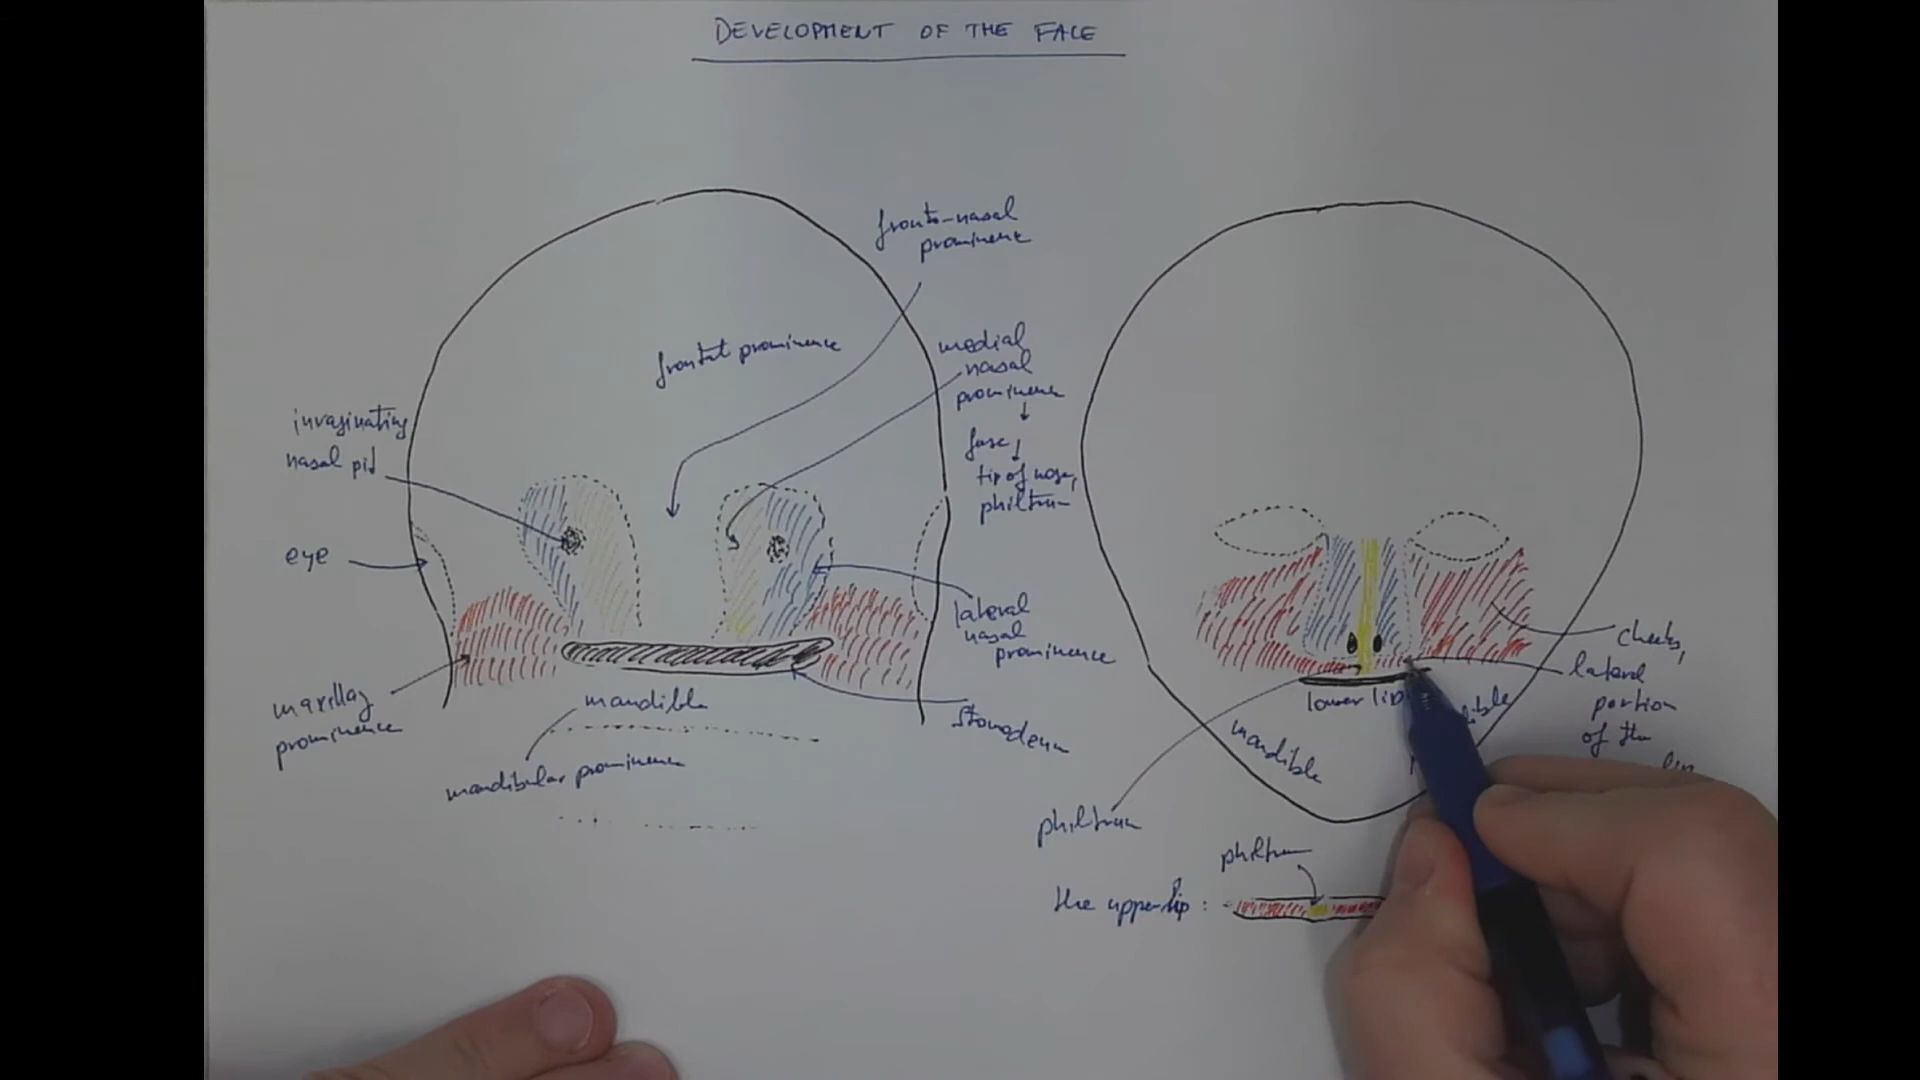 DEVELOPMENT OF THE FACE
fronto-nasal
prominence
frontal prominence
medial
nasal
prominence
fuse
tip of nose,
philtrum
invaginating
nasal pit
eye
lateral
nasal
prominence
maxillary
prominence
mandible
mandibular prominence
stomodeum
cheeks,
lateral
portion
of the
lip
lower lip
mandible
philtrum
philtrum
the upper lip :